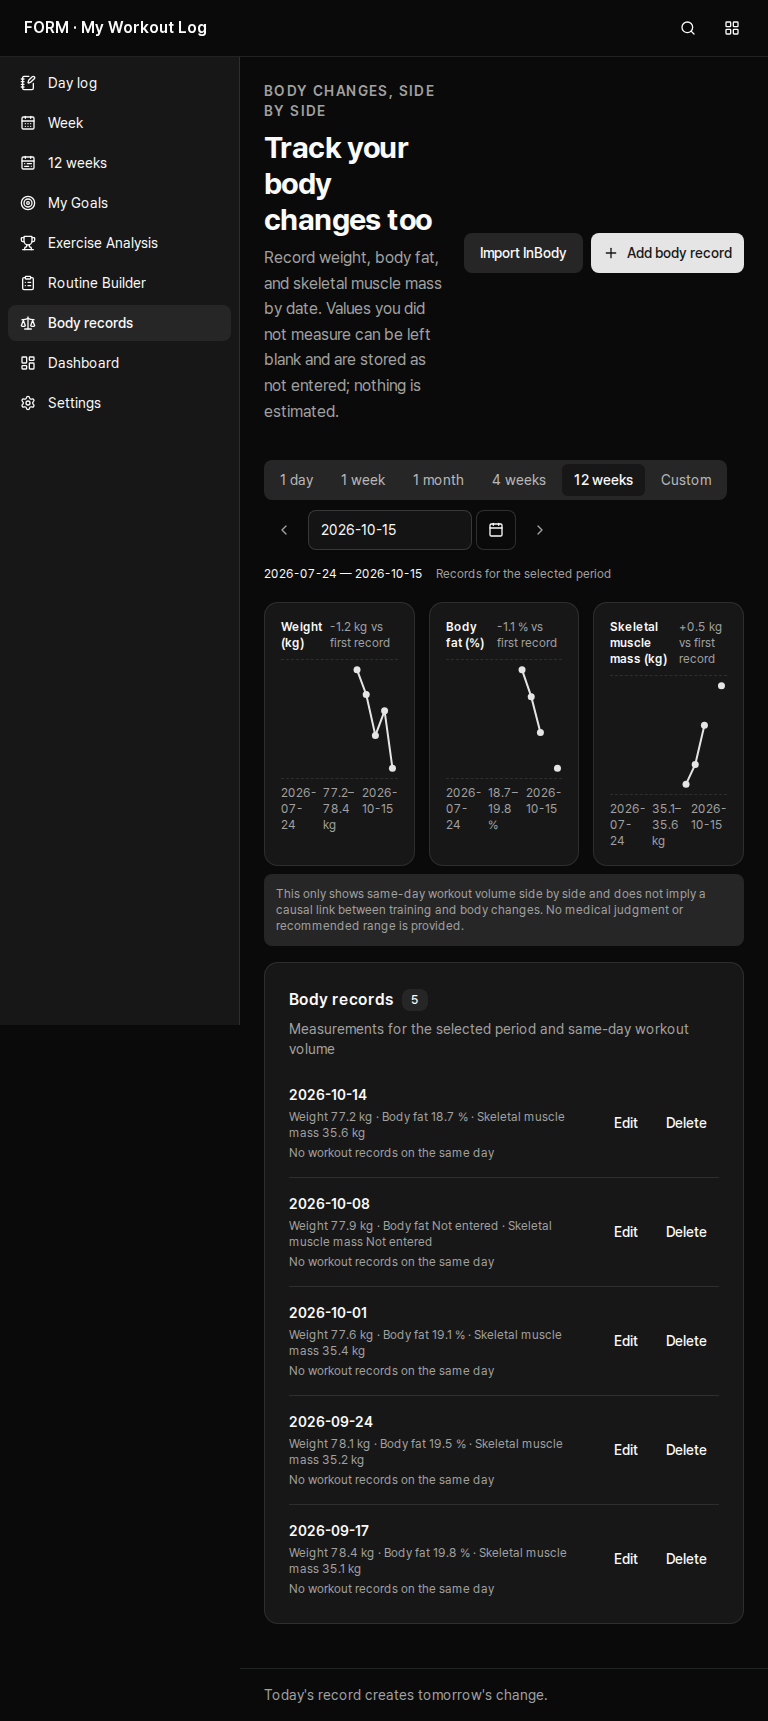 FORM · My Workout Log
Day log
Week
12 weeks
My Goals
Exercise Analysis
Routine Builder
Body records
Dashboard
Settings
BODY CHANGES, SIDE
BY SIDE
Track your
body
changes too
Record weight, body fat,
and skeletal muscle mass
by date. Values you did
not measure can be left
blank and are stored as
not entered; nothing is
estimated.
Import InBody
Add body record
1 day 1 week 1 month 4 weeks 12 weeks Custom
2026-10-15
2026-07-24 — 2026-10-15 Records for the selected period
Weight
(kg)
-1.2 kg vs
first record
2026-
07-
24
77.2–
78.4
kg
2026-
10-15
Body
fat (%)
-1.1 % vs
first record
2026-
07-
24
18.7–
19.8
%
2026-
10-15
Skeletal
muscle
mass (kg)
+0.5 kg
vs first
record
2026-
07-
24
35.1–
35.6
kg
2026-
10-15
This only shows same-day workout volume side by side and does not imply a
causal link between training and body changes. No medical judgment or
recommended range is provided.
Body records 5
Measurements for the selected period and same-day workout
volume
2026-10-14
Weight 77.2 kg · Body fat 18.7 % · Skeletal muscle
mass 35.6 kg
No workout records on the same day
Edit Delete
2026-10-08
Weight 77.9 kg · Body fat Not entered · Skeletal
muscle mass Not entered
No workout records on the same day
Edit Delete
2026-10-01
Weight 77.6 kg · Body fat 19.1 % · Skeletal muscle
mass 35.4 kg
No workout records on the same day
Edit Delete
2026-09-24
Weight 78.1 kg · Body fat 19.5 % · Skeletal muscle
mass 35.2 kg
No workout records on the same day
Edit Delete
2026-09-17
Weight 78.4 kg · Body fat 19.8 % · Skeletal muscle
mass 35.1 kg
No workout records on the same day
Edit Delete
Today's record creates tomorrow's change.